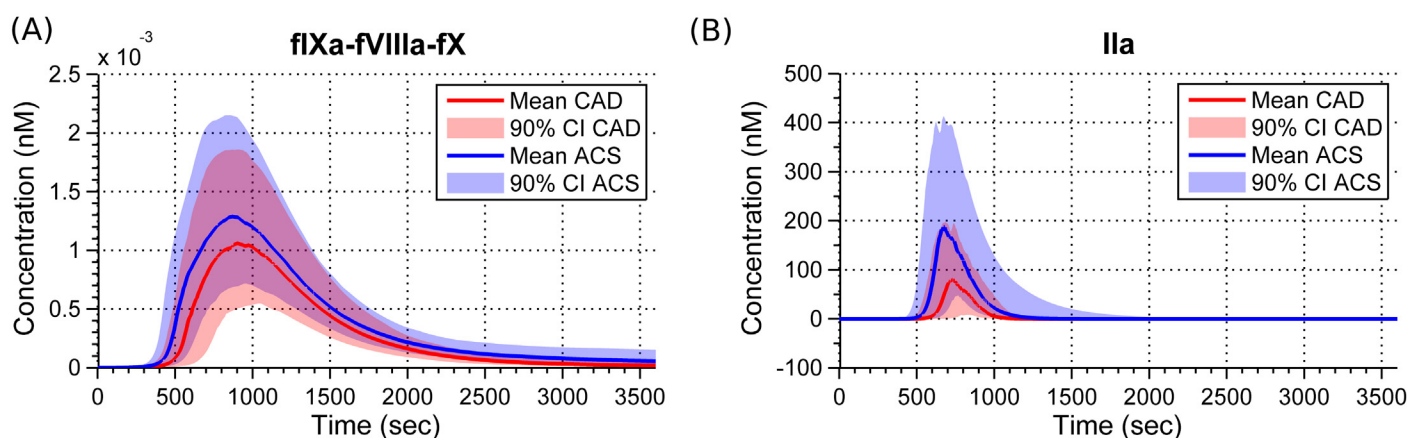 (A)
fIXa-fVIIIa-fX
x 10^-3
2.5
2
1.5
1
0.5
0
Concentration (nM)
0 500 1000 1500 2000 2500 3000 3500
Time (sec)
Mean CAD
90% CI CAD
Mean ACS
90% CI ACS
(B)
IIa
500
400
300
200
100
0
-100
Concentration (nM)
0 500 1000 1500 2000 2500 3000 3500
Time (sec)
Mean CAD
90% CI CAD
Mean ACS
90% CI ACS